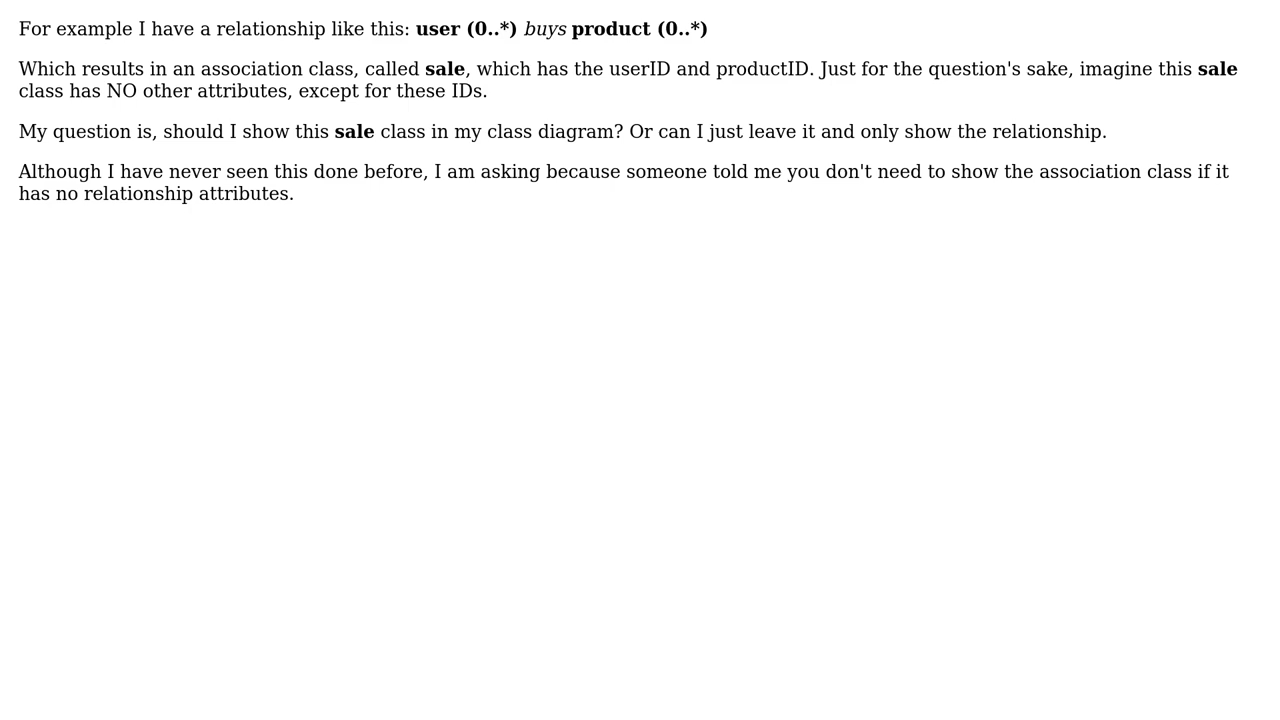 For example I have a relationship like this: user (0..*) buys product (0..*)
Which results in an association class, called sale, which has the userID and productID. Just for the question's sake, imagine this sale
class has NO other attributes, except for these IDs.
My question is, should I show this sale class in my class diagram? Or can I just leave it and only show the relationship.
Although I have never seen this done before, I am asking because someone told me you don't need to show the association class if it
has no relationship attributes.